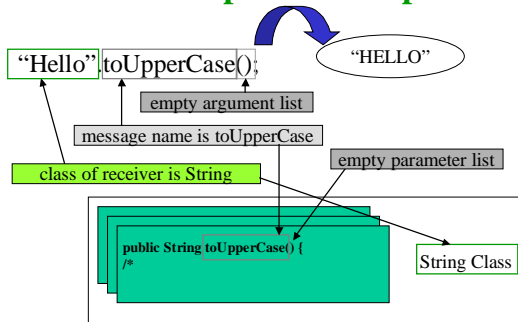 “Hello”.toUpperCase();
“HELLO”
empty argument list
message name is toUpperCase
empty parameter list
class of receiver is String
public String toUpperCase() {
/*
String Class